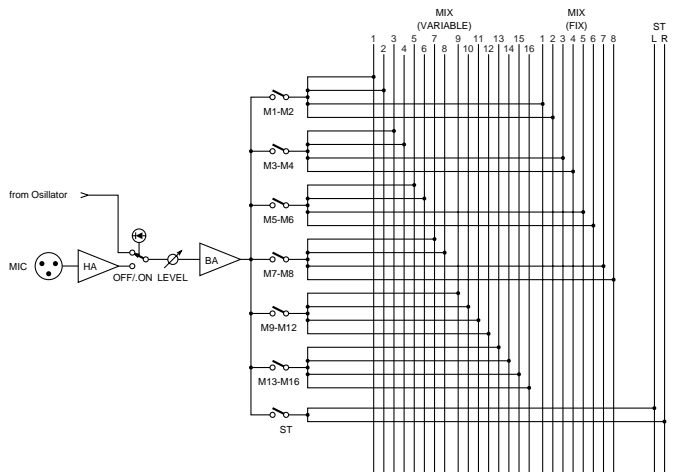 MIX
(VARIABLE)
MIX
(FIX)
ST
L R
1 3 5 7 9 11 13 15 1 3 4 5 6 7 8
2 4 6 8 10 12 14 16 2
M1-M2
M3-M4
from Osillator
M5-M6
MIC
HA
OFF/.ON
LEVEL
BA
M7-M8
M9-M12
M13-M16
ST